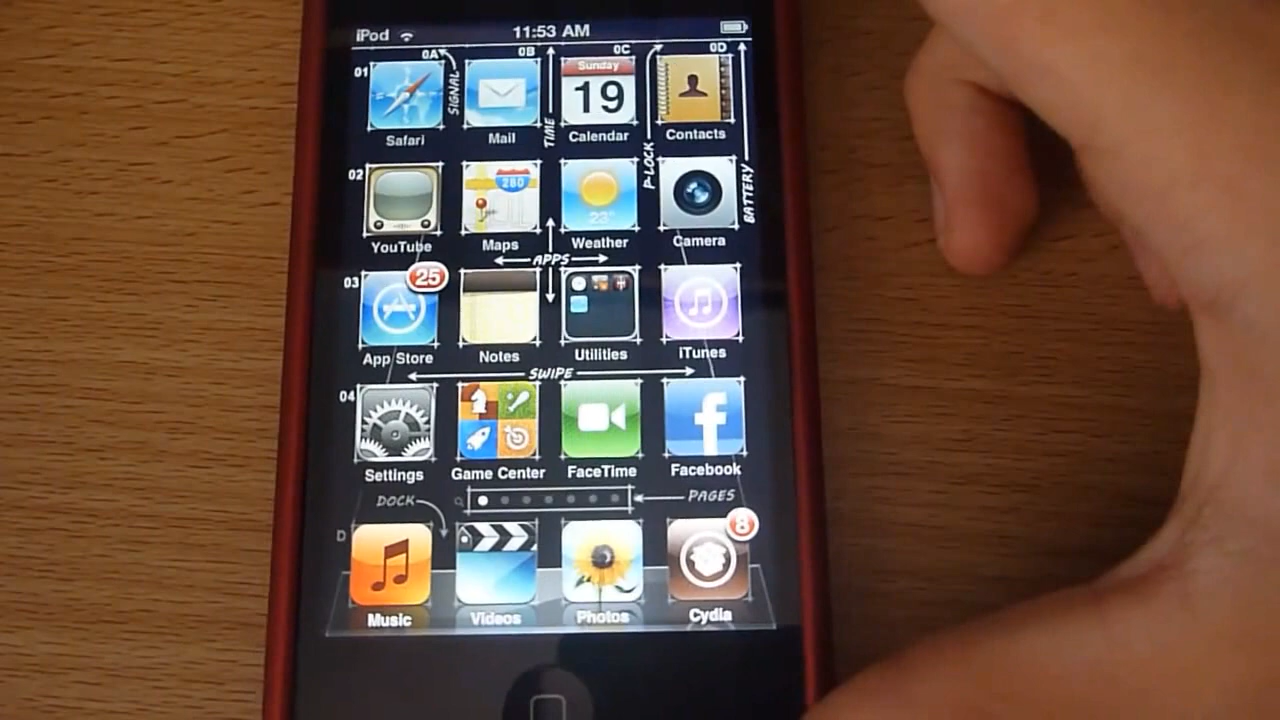 iPod 11:53 AM
0A 0B 0C 0D
01
SIGNAL
TIME
P-LOCK
BATTERY
Sunday
19
Safari Mail Calendar Contacts
02
280
23°
YouTube Maps Weather Camera
APPS
03
25
App Store Notes Utilities iTunes
SWIPE
04
f
Settings Game Center FaceTime Facebook
DOCK PAGES
D
8
Music Videos Photos Cydia